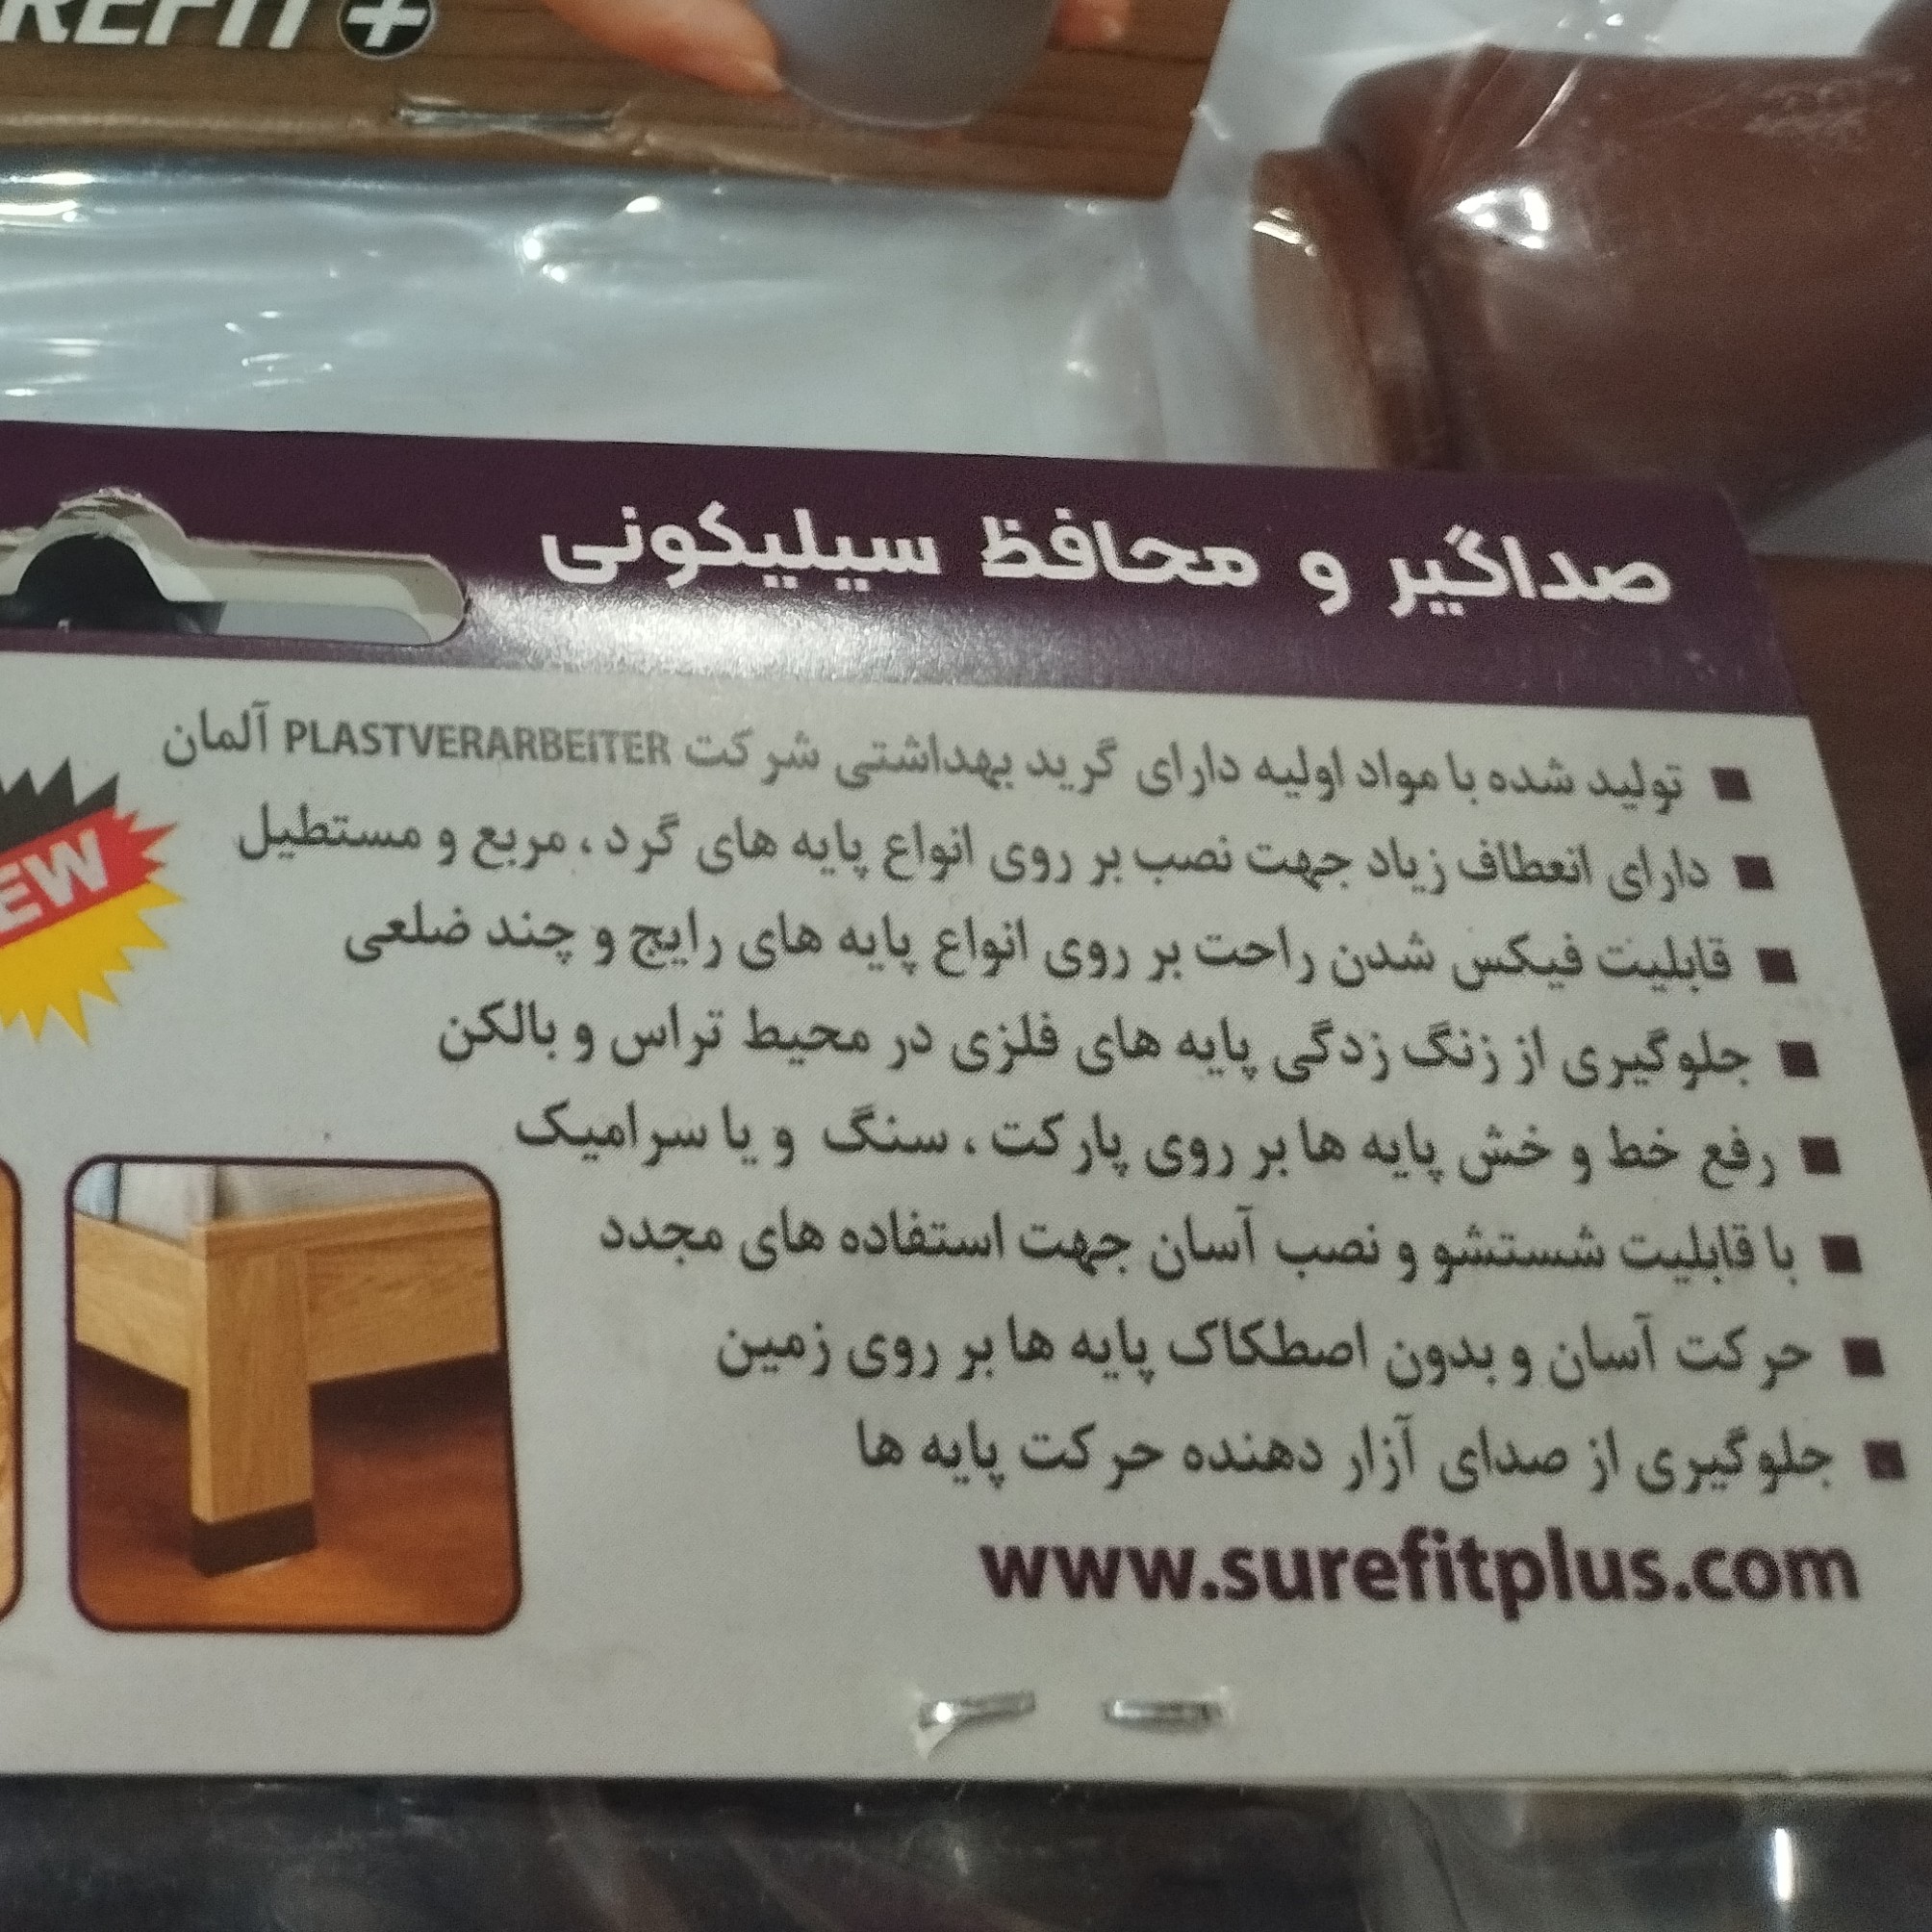 صداگیر و محافظ سیلیکونی
■ تولید شده با مواد اولیه دارای گرید بهداشتی شرکت PLASTVERARBEITER آلمان
■ دارای انعطاف زیاد جهت نصب بر روی انواع پایه های گرد ، مربع و مستطیل
■ قابلیت فیکس شدن راحت بر روی انواع پایه های رایج و چند ضلعی
■ جلوگیری از زنگ زدگی پایه های فلزی در محیط تراس و بالکن
■ رفع خط و خش پایه ها بر روی پارکت ، سنگ و یا سرامیک
■ با قابلیت شستشو و نصب آسان جهت استفاده های مجدد
■ حرکت آسان و بدون اصطکاک پایه ها بر روی زمین
■ جلوگیری از صدای آزار دهنده حرکت پایه ها
www.surefitplus.com